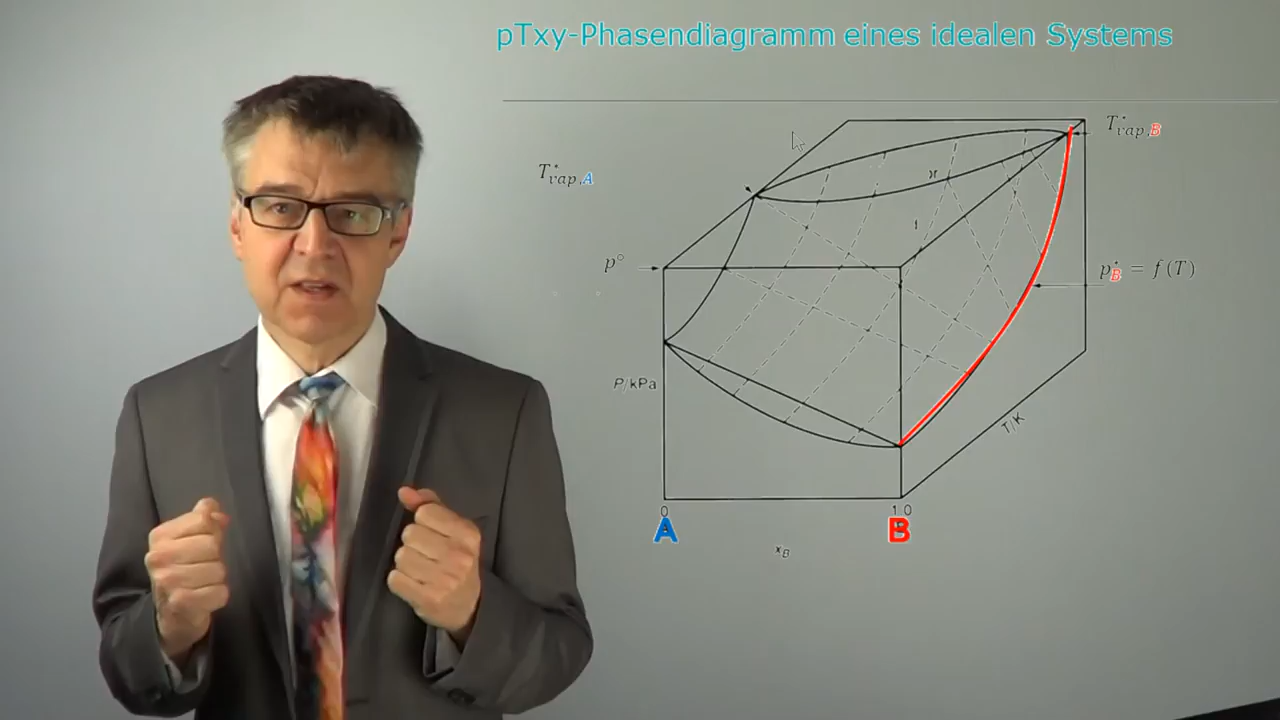 pTxy-Phasendiagramm eines idealen Systems
T*vap,B
T*vap,A
p°
p*B = f(T)
P/kPa
T/K
0
1 0
A
B
xB